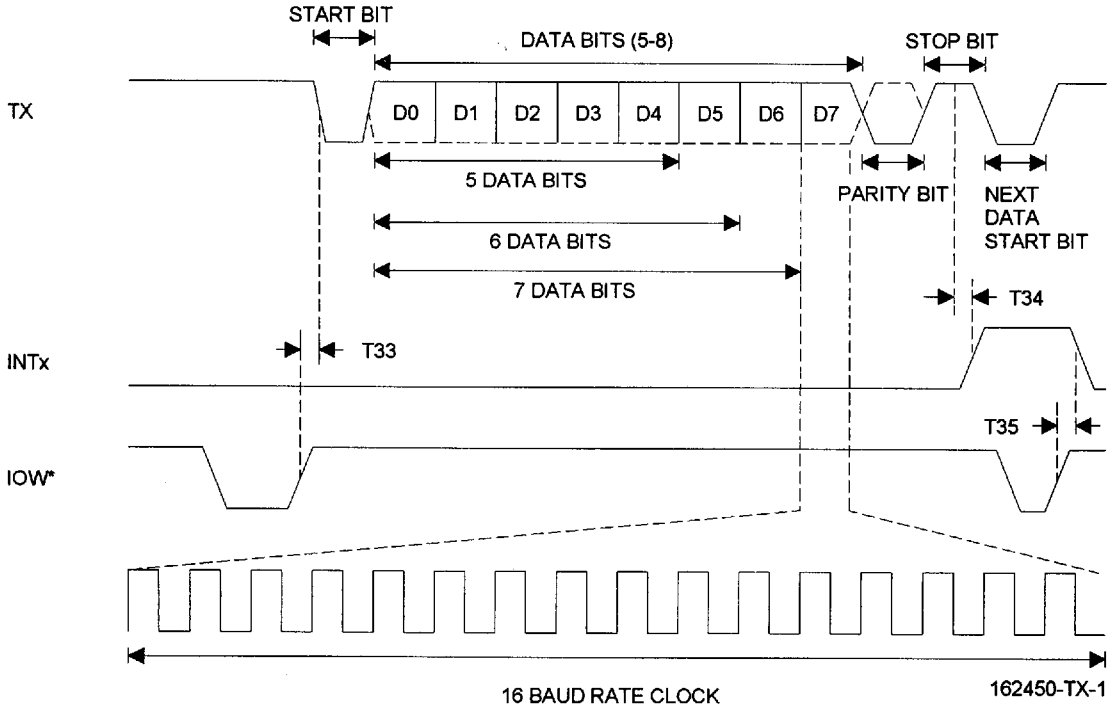 START BIT
DATA BITS (5-8)
STOP BIT
TX
D0 D1 D2 D3 D4 D5 D6 D7
5 DATA BITS
PARITY BIT
NEXT
DATA
START BIT
6 DATA BITS
7 DATA BITS
T34
T33
INTx
T35
IOW*
16 BAUD RATE CLOCK
162450-TX-1